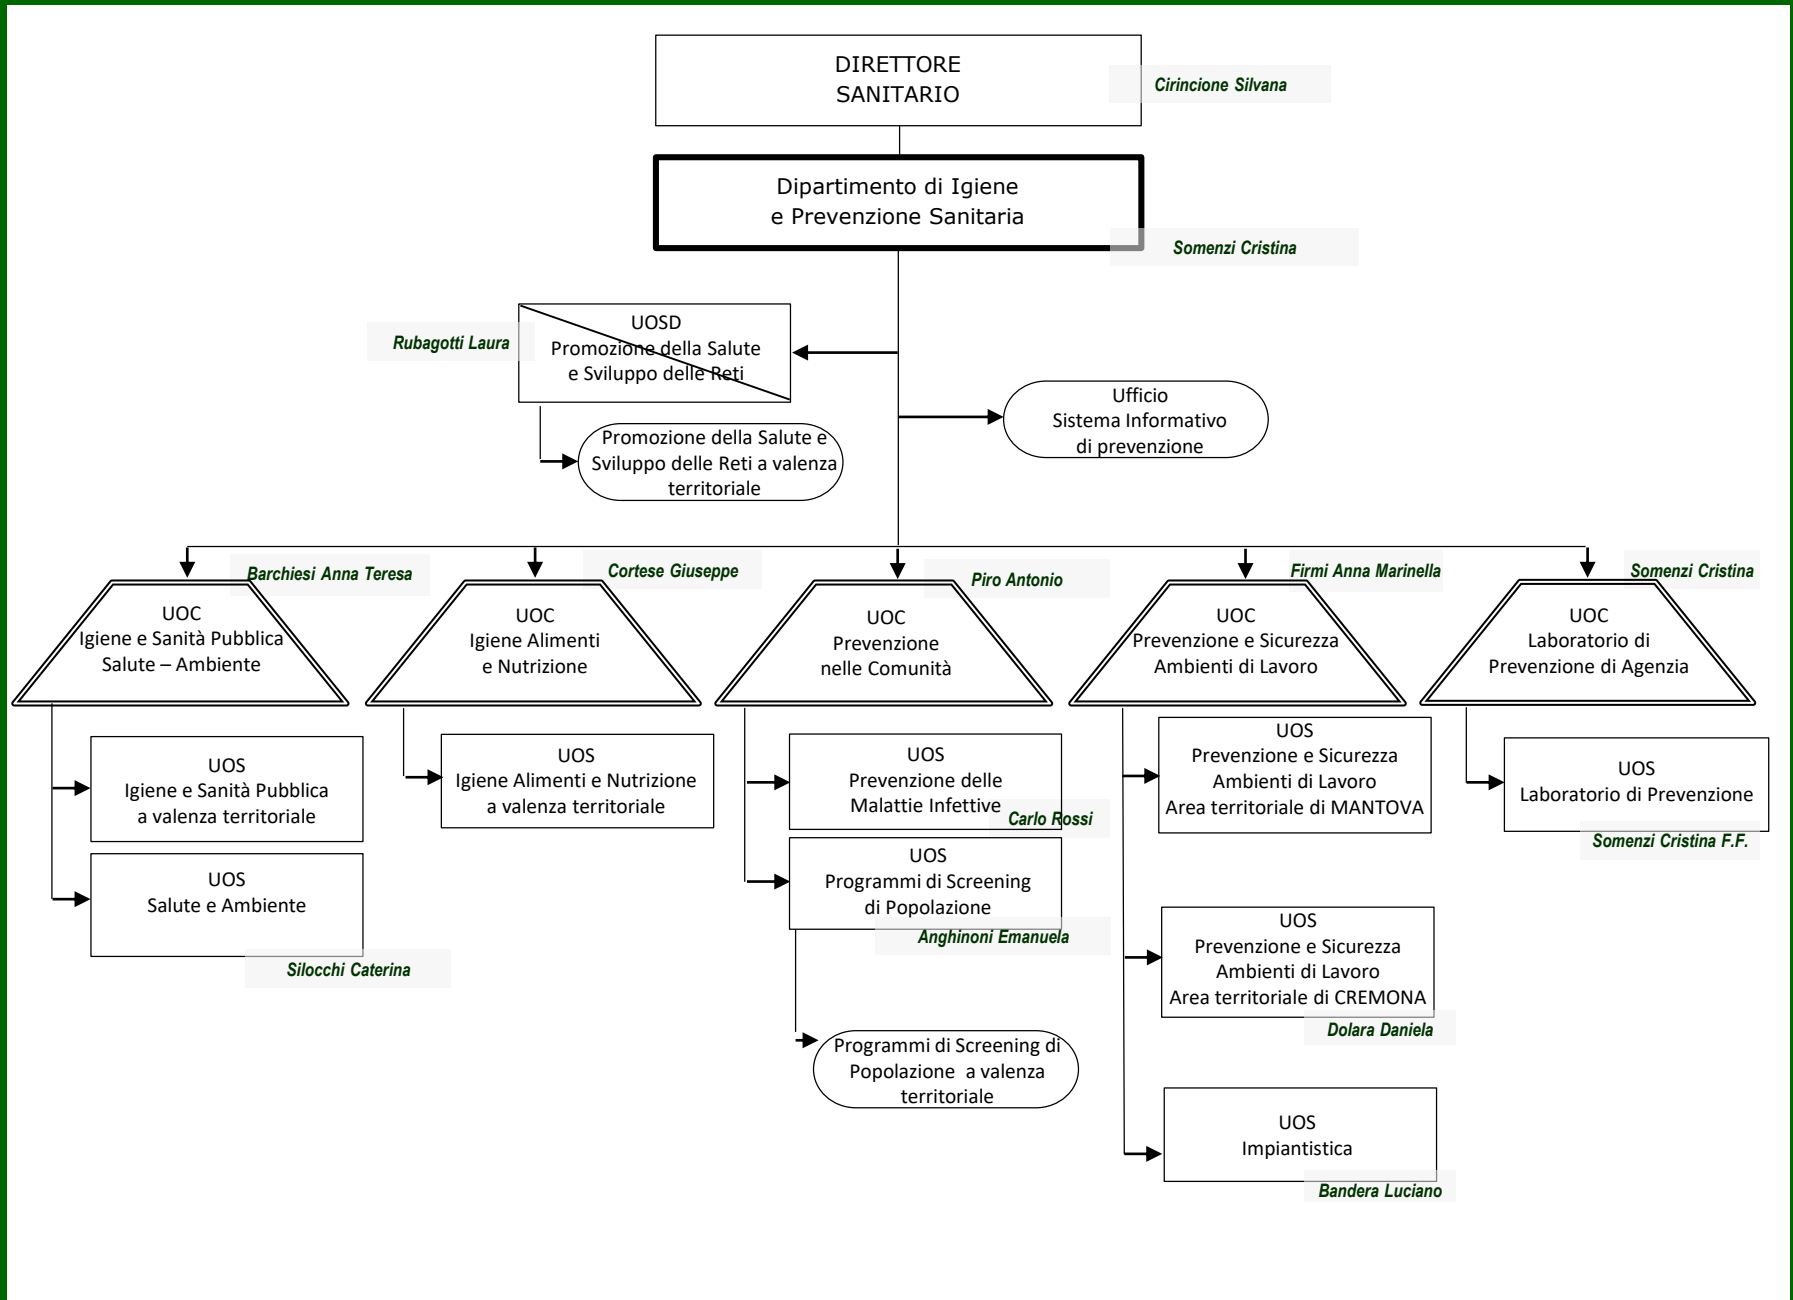 DIRETTORE
SANITARIO
Cirincione Silvana
Dipartimento di Igiene
e Prevenzione Sanitaria
Somenzi Cristina
Rubagotti Laura
UOSD
Promozione della Salute
e Sviluppo delle Reti
Ufficio
Sistema Informativo
di prevenzione
Promozione della Salute e
Sviluppo delle Reti a valenza
territoriale
Barchiesi Anna Teresa
UOC
Igiene e Sanità Pubblica
Salute – Ambiente
UOS
Igiene e Sanità Pubblica
a valenza territoriale
UOS
Salute e Ambiente
Silocchi Caterina
Cortese Giuseppe
UOC
Igiene Alimenti
e Nutrizione
UOS
Igiene Alimenti e Nutrizione
a valenza territoriale
Piro Antonio
UOC
Prevenzione
nelle Comunità
UOS
Prevenzione delle
Malattie Infettive
Carlo Rossi
UOS
Programmi di Screening
di Popolazione
Anghinoni Emanuela
Programmi di Screening di
Popolazione a valenza
territoriale
Firmi Anna Marinella
UOC
Prevenzione e Sicurezza
Ambienti di Lavoro
UOS
Prevenzione e Sicurezza
Ambienti di Lavoro
Area territoriale di MANTOVA
UOS
Prevenzione e Sicurezza
Ambienti di Lavoro
Area territoriale di CREMONA
Dolara Daniela
UOS
Impiantistica
Bandera Luciano
Somenzi Cristina
UOC
Laboratorio di
Prevenzione di Agenzia
UOS
Laboratorio di Prevenzione
Somenzi Cristina F.F.